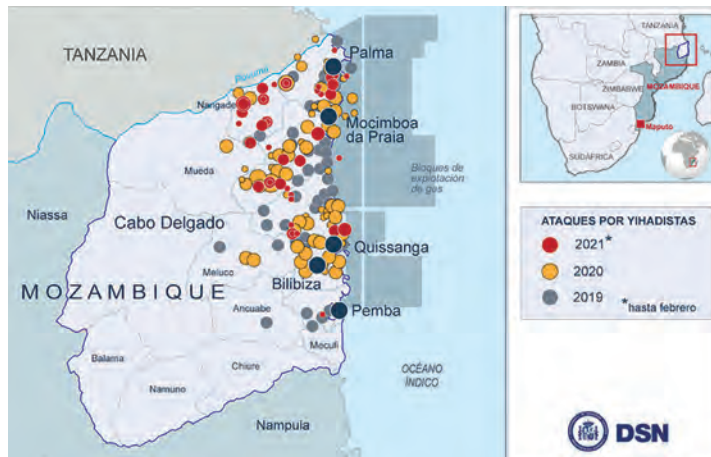 TANZANIA
Rovuma
Palma
Nangade
Mocimboa
da Praia
Mueda
Bloques de
explotación
de gas
Niassa
Cabo Delgado
Quissanga
Meluco
MOZAMBIQUE
Bilibiza
Ancuabe
Pemba
Mecufi
Balama
Chiure
Namuno
OCÉANO
ÍNDICO
Nampula
TANZANIA
ZAMBIA
MOZAMBIQUE
ZIMBABWE
BOTSWANA
Maputo
SUDÁFRICA
ATAQUES POR YIHADISTAS
2021*
2020
2019
*hasta febrero
DSN